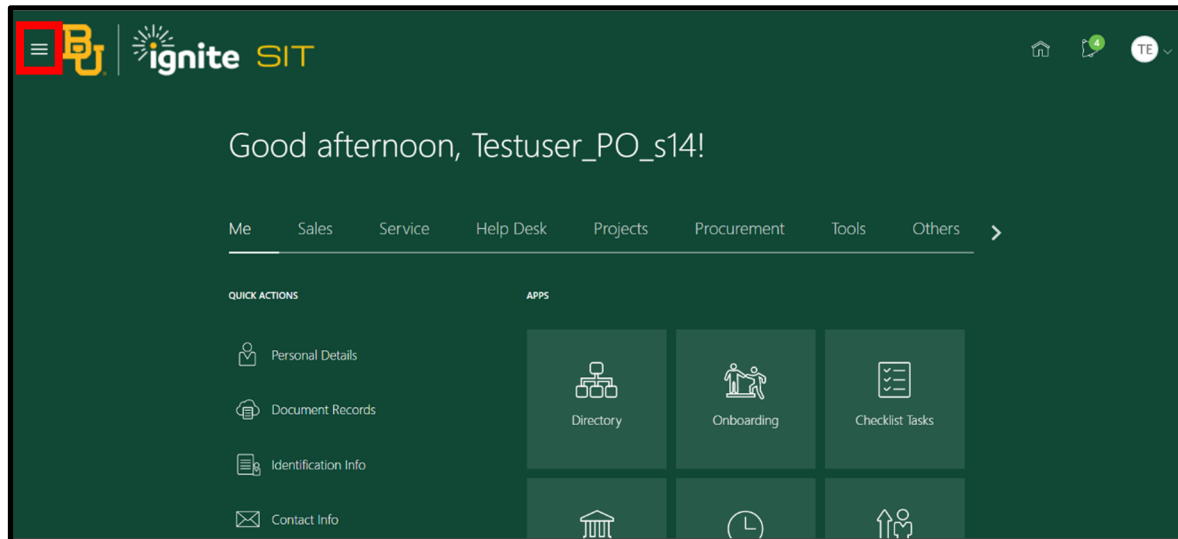 BU ignite SIT
4
TE
Good afternoon, Testuser_PO_s14!
Me Sales Service Help Desk Projects Procurement Tools Others
QUICK ACTIONS
APPS
Personal Details
Document Records
Identification Info
Contact Info
Directory
Onboarding
Checklist Tasks